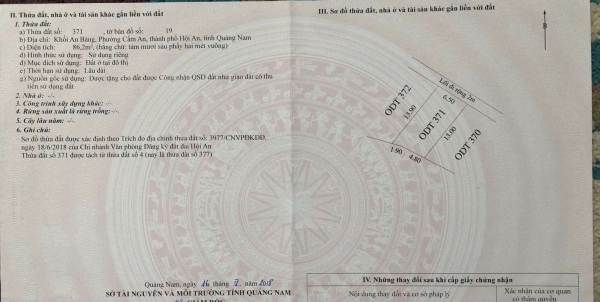 II. Thửa đất, nhà ở và tài sản khác gắn liền với đất
1. Thửa đất:
a) Thửa đất số: 371 , tờ bản đồ số: 19
b) Địa chỉ: Khối An Bàng, Phường Cẩm An, thành phố Hội An, tỉnh Quảng Nam
c) Diện tích: 86,2m², (bằng chữ: tám mươi sáu phẩy hai mét vuông)
d) Hình thức sử dụng: Sử dụng riêng
đ) Mục đích sử dụng: Đất ở tại đô thị
e) Thời hạn sử dụng: Lâu dài
g) Nguồn gốc sử dụng: Được tặng cho đất được Công nhận QSD đất như giao đất có thu
tiền sử dụng đất
2. Nhà ở: -/-
3. Công trình xây dựng khác: -/-
4. Rừng sản xuất là rừng trồng: -/-
5. Cây lâu năm: -/-
6. Ghi chú:
Sơ đồ thửa đất được xác định theo Trích đo địa chính thửa đất số: 3977/CNVPĐKĐĐ,
ngày 18/6/2018 của Chi nhánh Văn phòng Đăng ký đất đai Hội An
Thửa đất số 371 được tách từ thửa đất số 4 (nay là thửa đất số 377)
Quảng Nam, ngày 16 tháng 7 năm 2018
SỞ TÀI NGUYÊN VÀ MÔI TRƯỜNG TỈNH QUẢNG NAM
GIÁM ĐỐC
III. Sơ đồ thửa đất, nhà ở và tài sản khác gắn liền với đất
B
Lối đi rộng 2m
6.50
ODT 372
13.90
ODT 371
13.00
ODT 370
1.90
4.80
IV. Những thay đổi sau khi cấp giấy chứng nhận
Nội dung thay đổi và cơ sở pháp lý
Xác nhận của cơ quan
có thẩm quyền